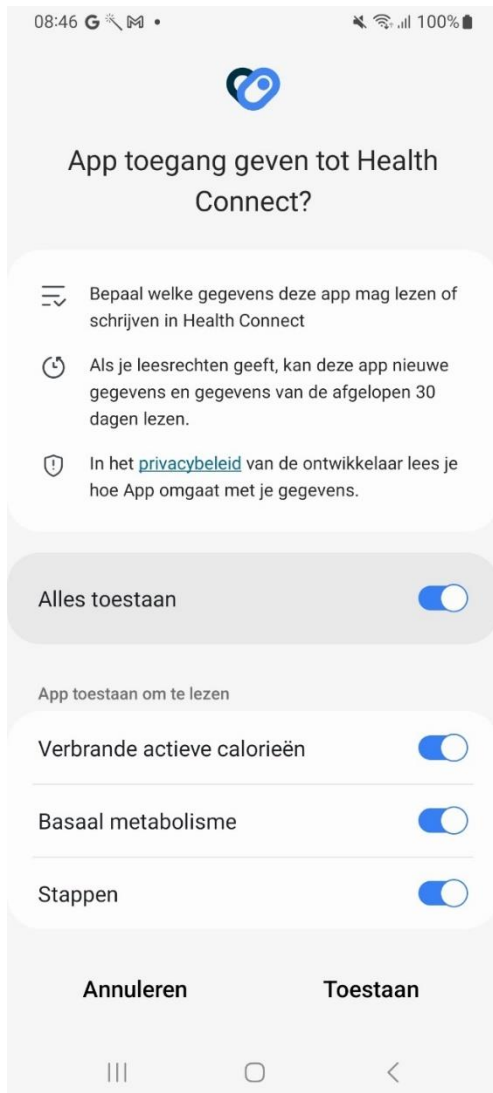 08:46 G
100%
App toegang geven tot Health
Connect?
Bepaal welke gegevens deze app mag lezen of
schrijven in Health Connect
Als je leesrechten geeft, kan deze app nieuwe
gegevens en gegevens van de afgelopen 30
dagen lezen.
In het privacybeleid van de ontwikkelaar lees je
hoe App omgaat met je gegevens.
Alles toestaan
App toestaan om te lezen
Verbrande actieve calorieën
Basaal metabolisme
Stappen
Annuleren
Toestaan